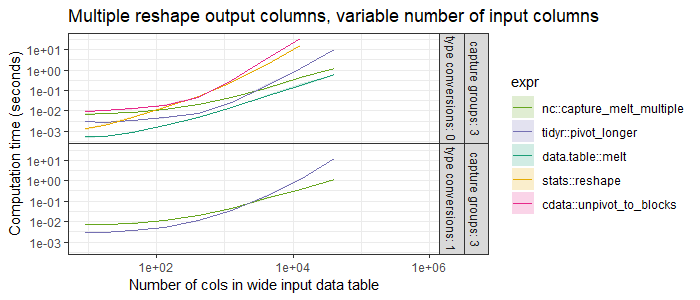 Multiple reshape output columns, variable number of input columns
Computation time (seconds)
1e+01
1e+00
1e-01
1e-02
1e-03
capture groups: 3
type conversions: 0
1e+01
1e+00
1e-01
1e-02
1e-03
capture groups: 3
type conversions: 1
1e+02
1e+04
1e+06
Number of cols in wide input data table
expr
nc::capture_melt_multiple
tidyr::pivot_longer
data.table::melt
stats::reshape
cdata::unpivot_to_blocks